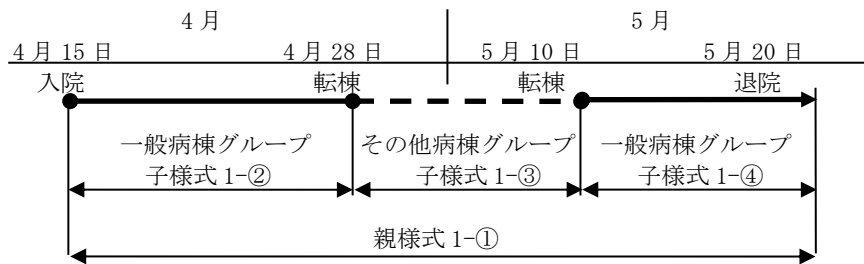 4月 5月
4月15日 4月28日 5月10日 5月20日
入院 転棟 転棟 退院
一般病棟グループ その他病棟グループ 一般病棟グループ
子様式1-② 子様式1-③ 子様式1-④
親様式1-①